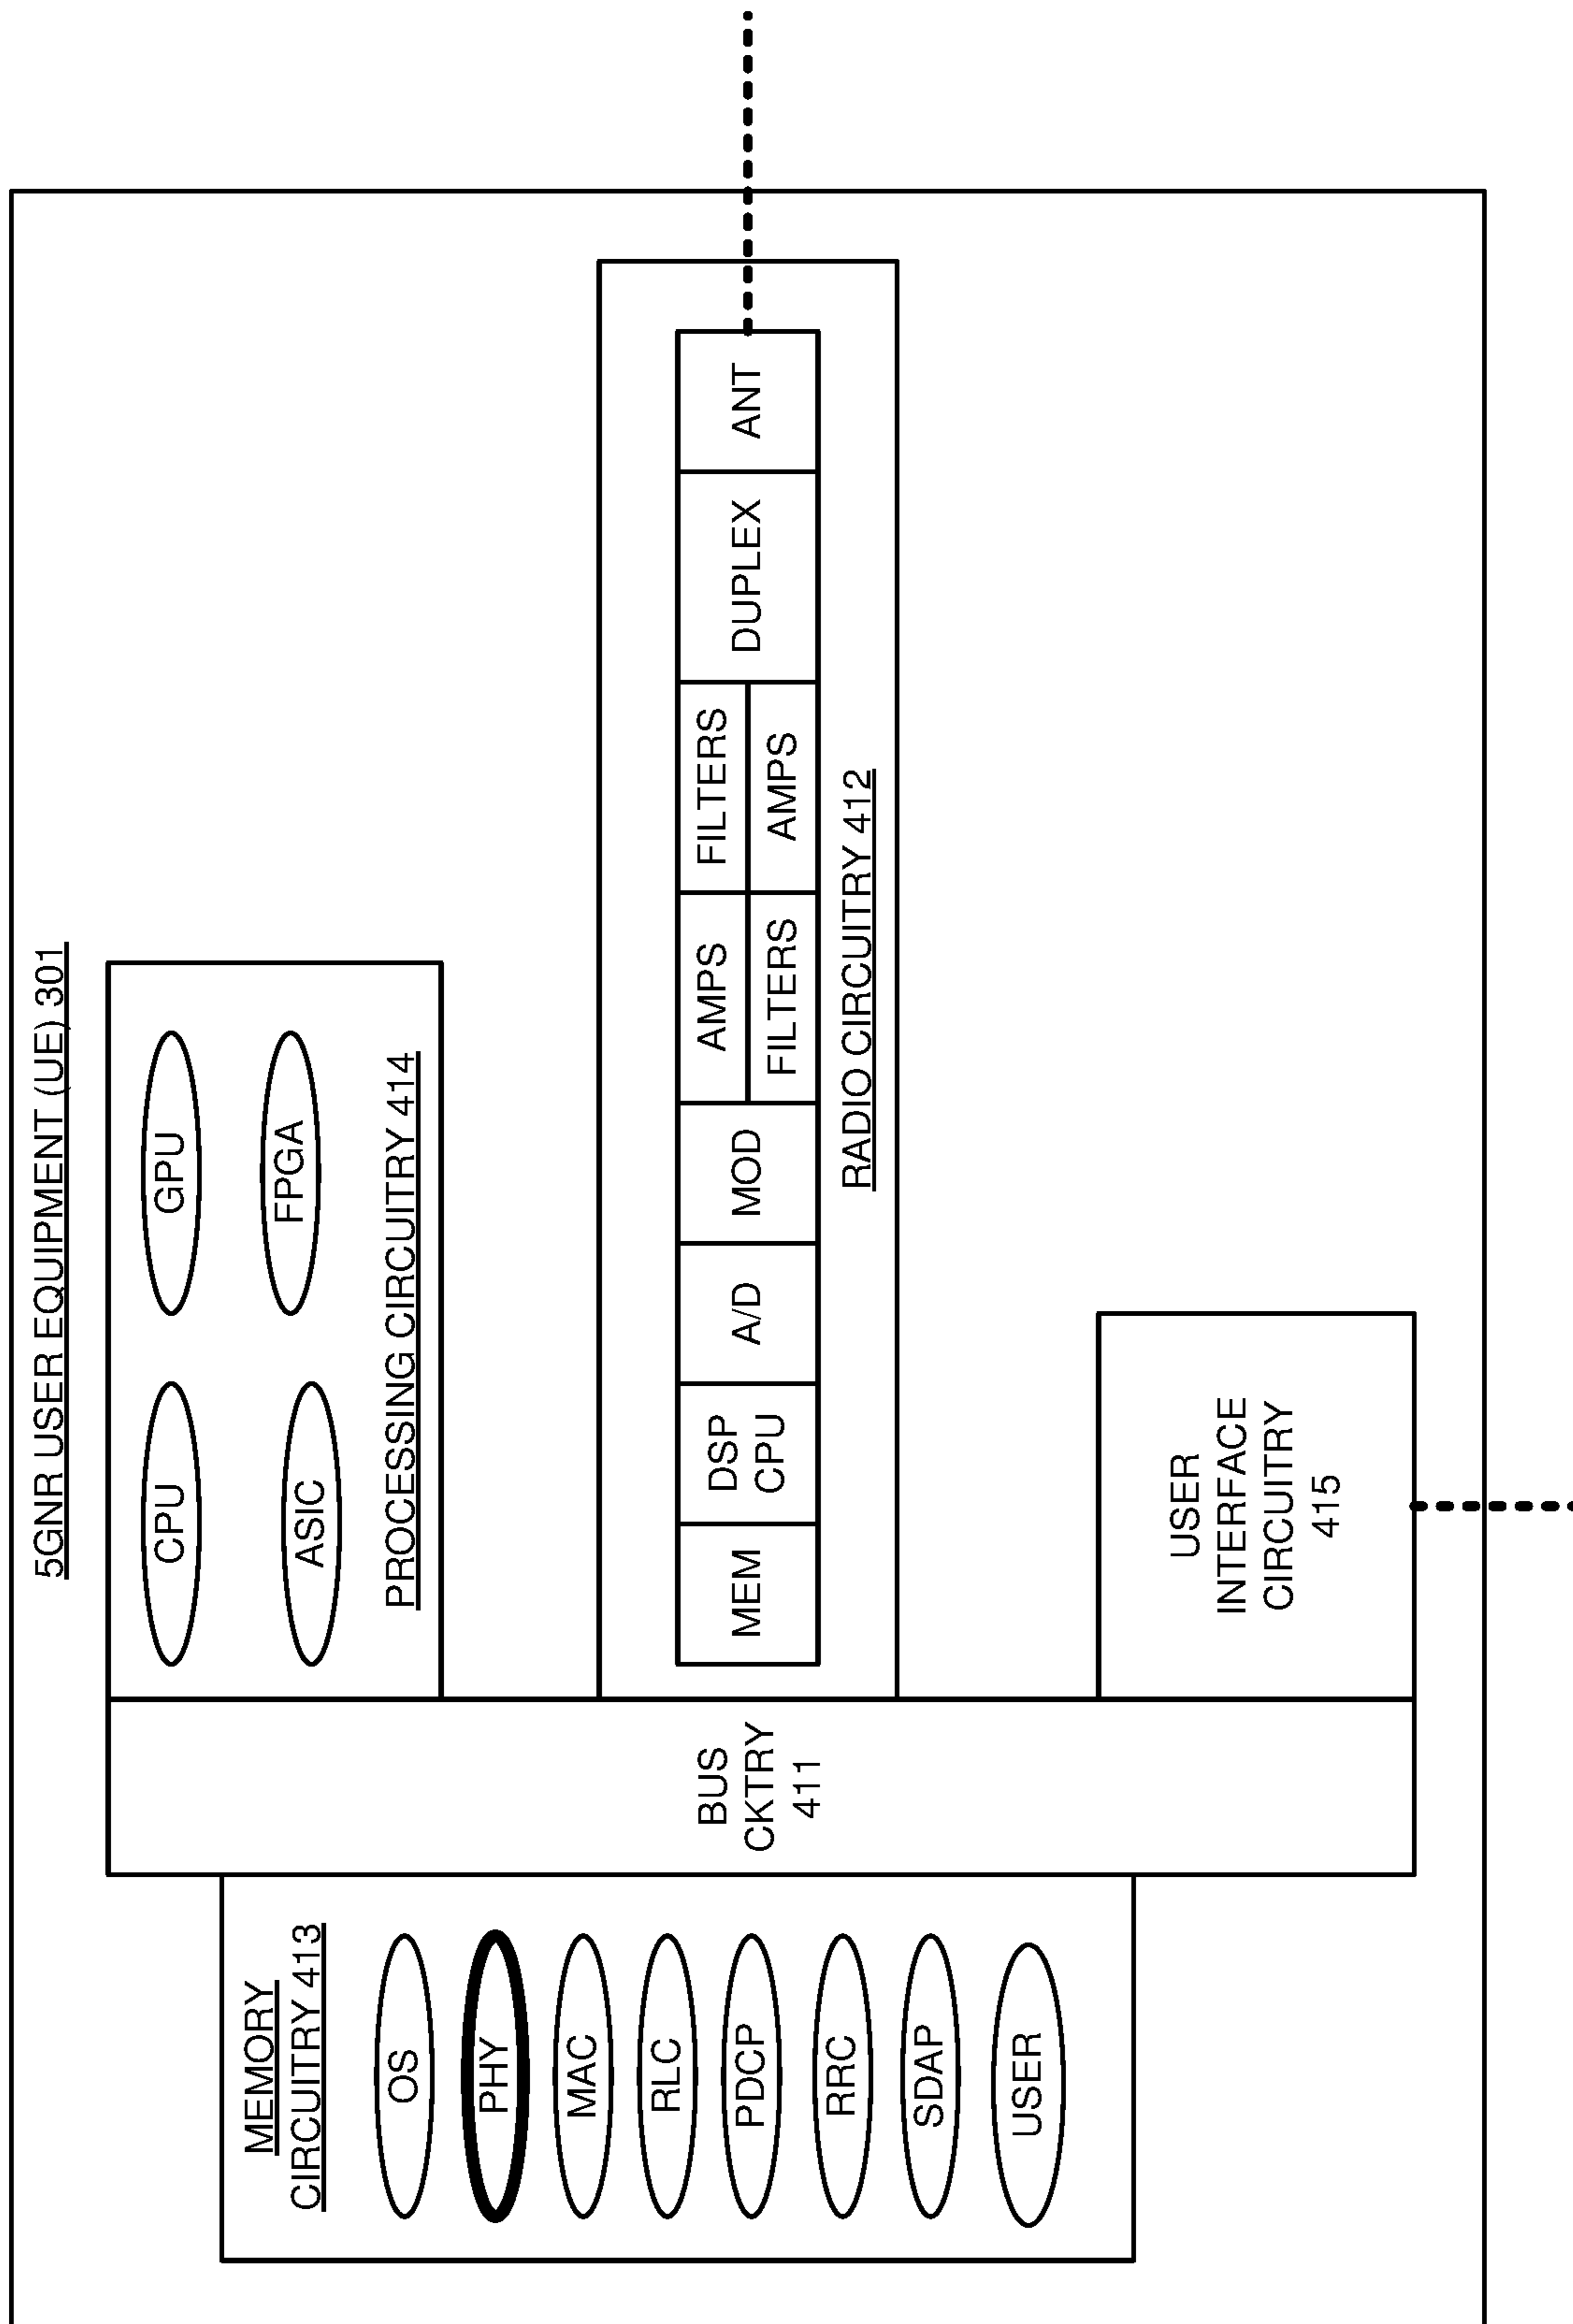 5GNR USER EQUIPMENT (UE) 301
MEMORY
CIRCUITRY 413
OS
PHY
MAC
RLC
PDCP
RRC
SDAP
USER
BUS
CKTRY
411
CPU
GPU
ASIC
FPGA
PROCESSING CIRCUITRY 414
MEM
DSP
CPU
A/D
MOD
AMPS
FILTERS
FILTERS
AMPS
DUPLEX
ANT
RADIO CIRCUITRY 412
USER
INTERFACE
CIRCUITRY
415